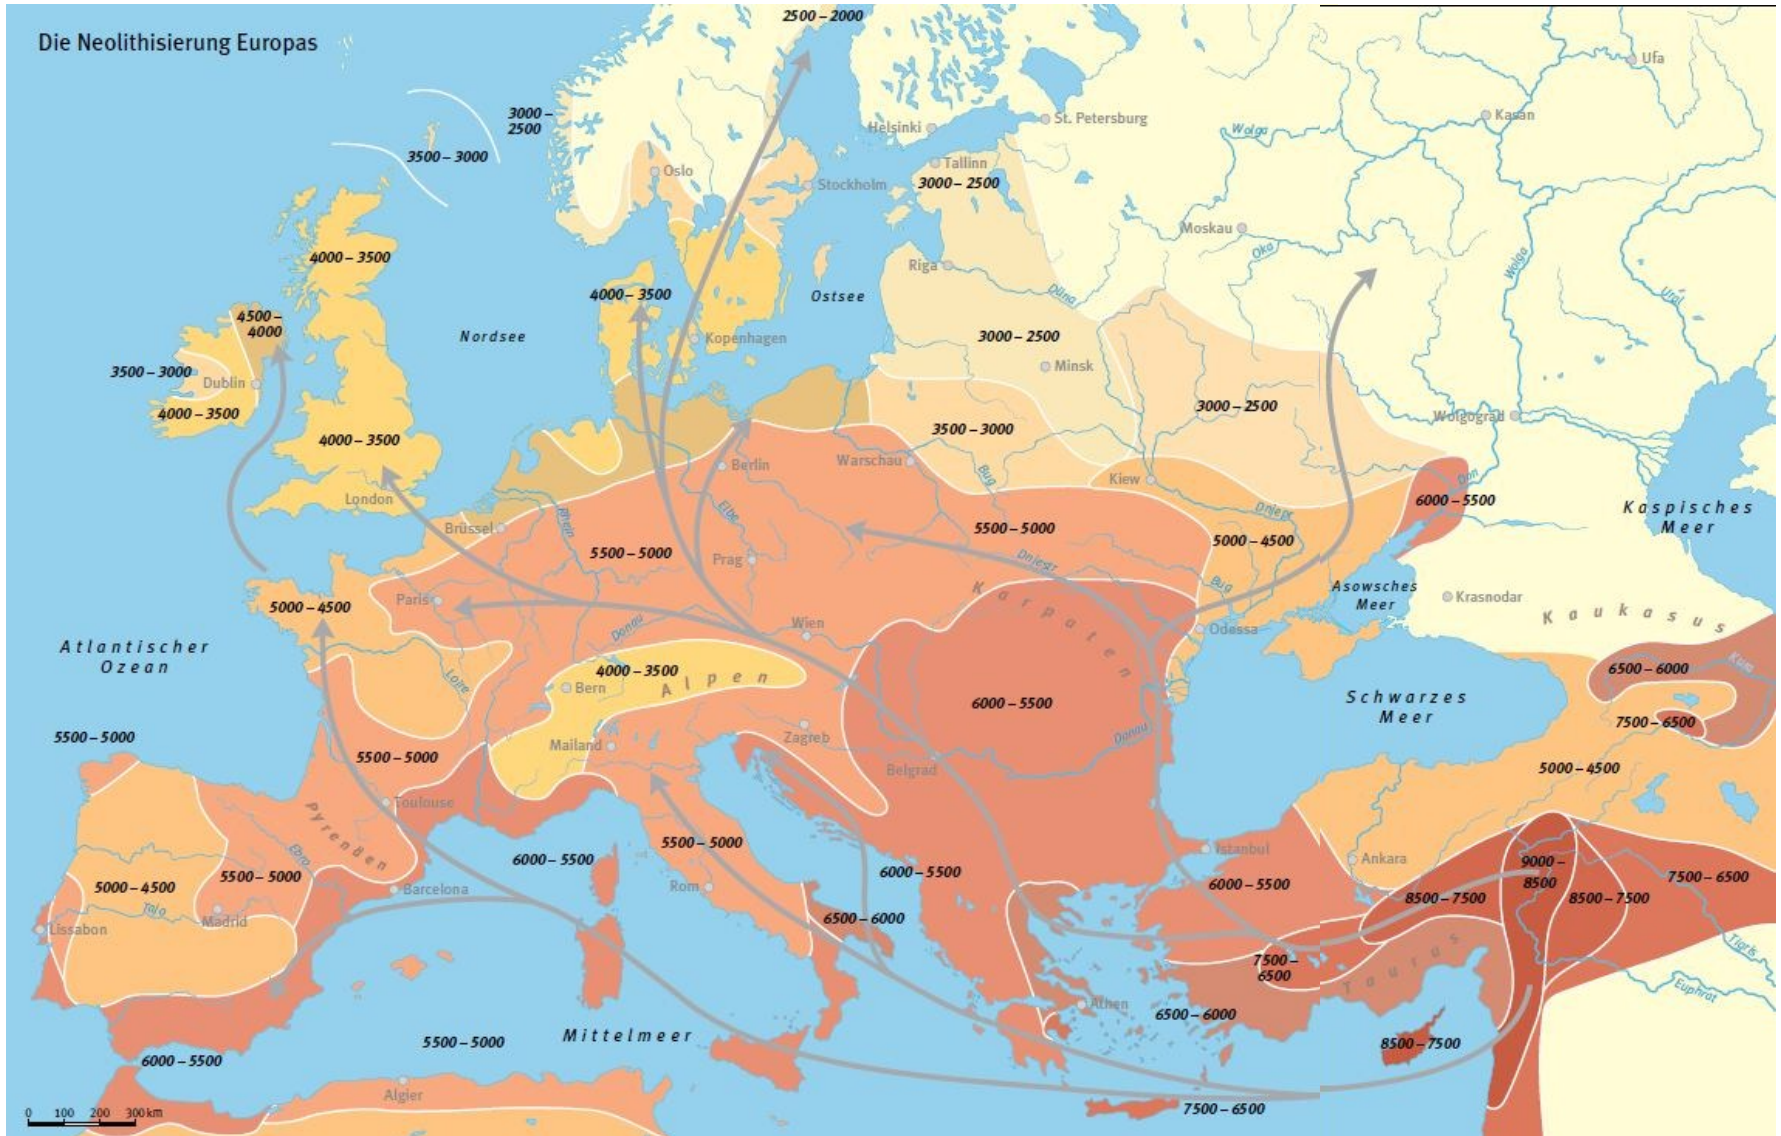 Die Neolithisierung Europas
2500 – 2000
Ufa
3000 –
2500
Helsinki
St. Petersburg
Wolga
Kasan
3500 – 3000
Oslo
Stockholm
Tallinn
3000 – 2500
4000 – 3500
Moskau
Oka
Wolga
Riga
Düna
Ural
4000 – 3500
Ostsee
4500 –
4000
Nordsee
Kopenhagen
3000 – 2500
Minsk
3500 – 3000
Dublin
4000 – 3500
3000 – 2500
Wolgograd
4000 – 3500
3500 – 3000
Berlin
Warschau
Bug
Kiew
Don
6000 – 5500
London
Brüssel
Rhein
Elbe
Dniepr
Kaspisches
Meer
5500 – 5000
5500 – 5000
5000 – 4500
Prag
Dniestr
Bug
Asowsches
Meer
Paris
5000 – 4500
Karpaten
Krasnodar
Kaukasus
Wien
Donau
Odessa
Atlantischer
Ozean
Loire
4000 – 3500
Bern
Alpen
6500 – 6000
Kura
6000 – 5500
Schwarzes
Meer
7500 – 6500
5500 – 5000
Mailand
Zagreb
Donau
5500 – 5000
Belgrad
5000 – 4500
Toulouse
Pyrenäen
Ebro
6000 – 5500
5500 – 5000
Istanbul
Ankara
9000 –
8500
5000 – 4500
5500 – 5000
Barcelona
Rom
6000 – 5500
6000 – 5500
8500 – 7500
8500 – 7500
7500 – 6500
Tajo
Madrid
6500 – 6000
Lissabon
7500 –
6500
Taurus
Tigris
Euphrat
Athen
6500 – 6000
Mittelmeer
5500 – 5000
8500 – 7500
6000 – 5500
Algier
7500 – 6500
0 100 200 300 km